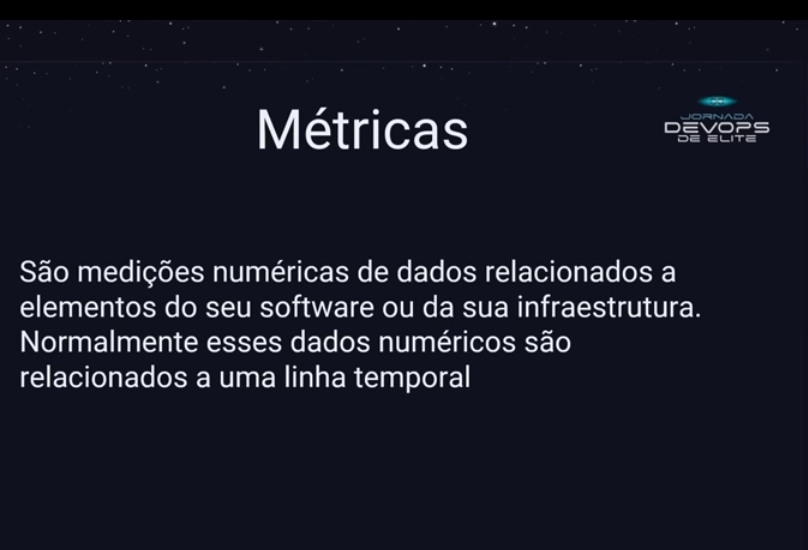 Métricas
JORNADA
DEVOPS
DE ELITE
São medições numéricas de dados relacionados a
elementos do seu software ou da sua infraestrutura.
Normalmente esses dados numéricos são
relacionados a uma linha temporal